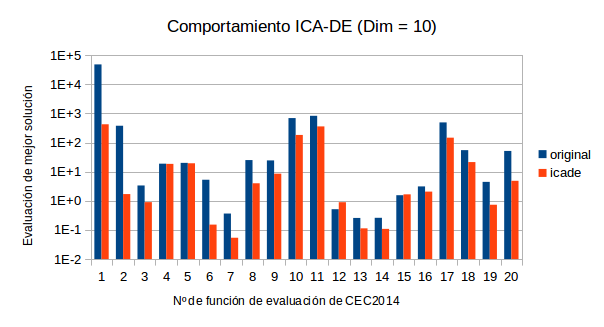 Comportamiento ICA-DE (Dim = 10)
Evaluación de mejor solución
1E+5
1E+4
1E+3
1E+2
1E+1
1E+0
1E-1
1E-2
1 2 3 4 5 6 7 8 9 10 11 12 13 14 15 16 17 18 19 20
Nº de función de evaluación de CEC2014
original
icade